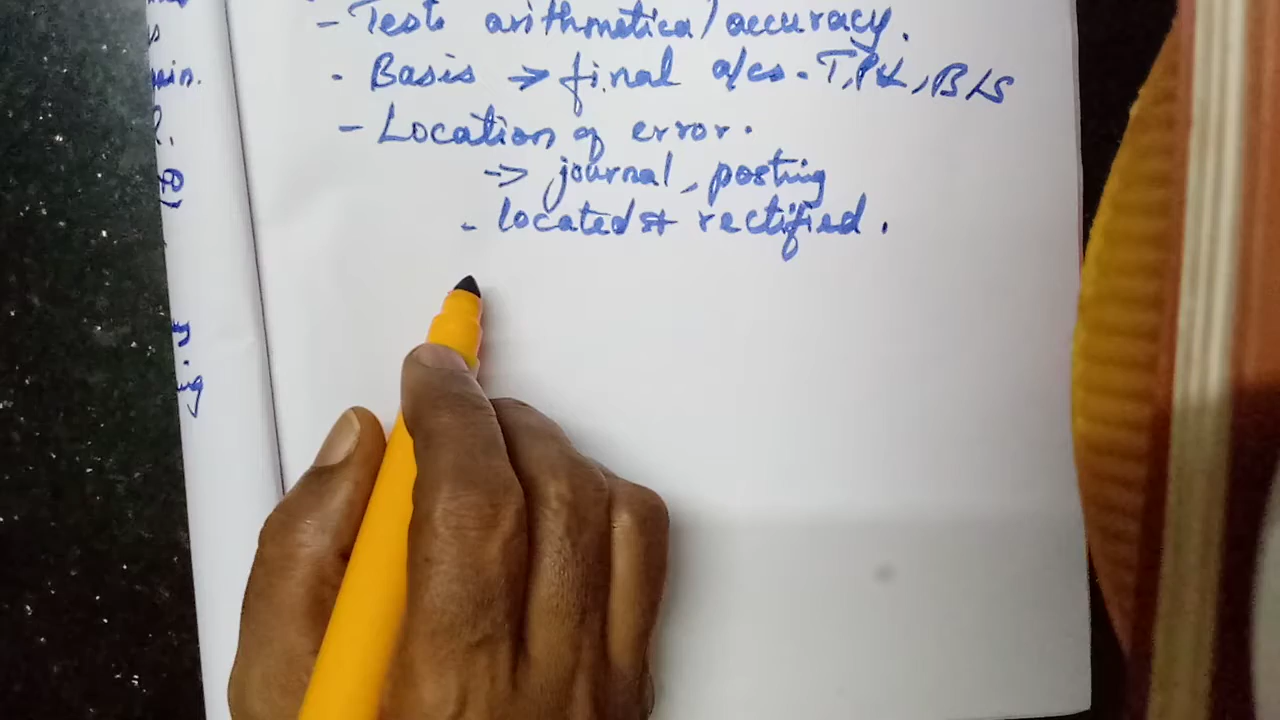 - Tests arithmetical accuracy.
- Basis → final a/cs. T, P&L, B/S
- Location of error.
→ journal, posting
- located & rectified.